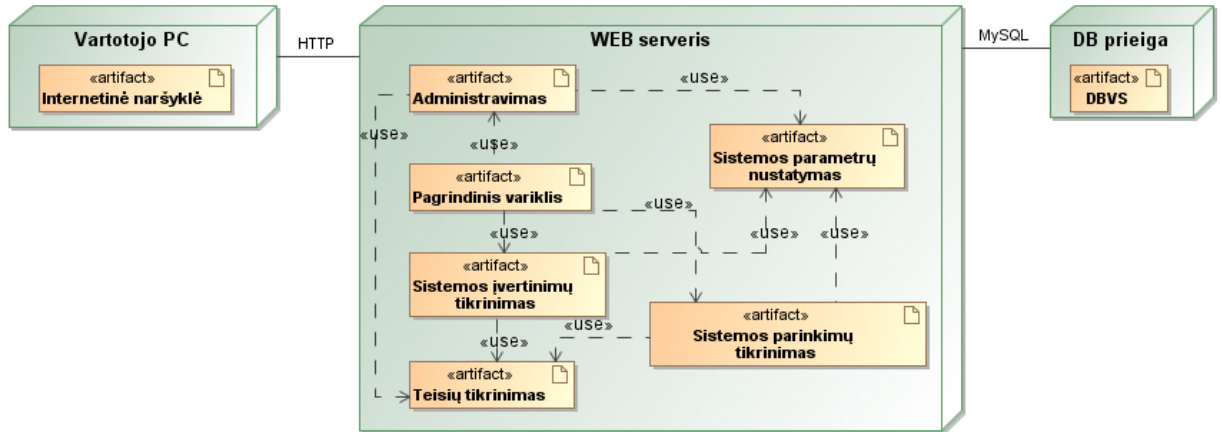 Vartotojo PC
«artifact»
Internetinė naršyklė
HTTP
WEB serveris
«artifact»
Administravimas
«use»
«use»
«use»
«artifact»
Sistemos parametrų
nustatymas
«artifact»
Pagrindinis variklis
«use»
«use»
«use»
«use»
«artifact»
Sistemos įvertinimų
tikrinimas
«artifact»
Sistemos parinkimų
tikrinimas
«use»
«use»
«artifact»
Teisių tikrinimas
MySQL
DB prieiga
«artifact»
DBVS